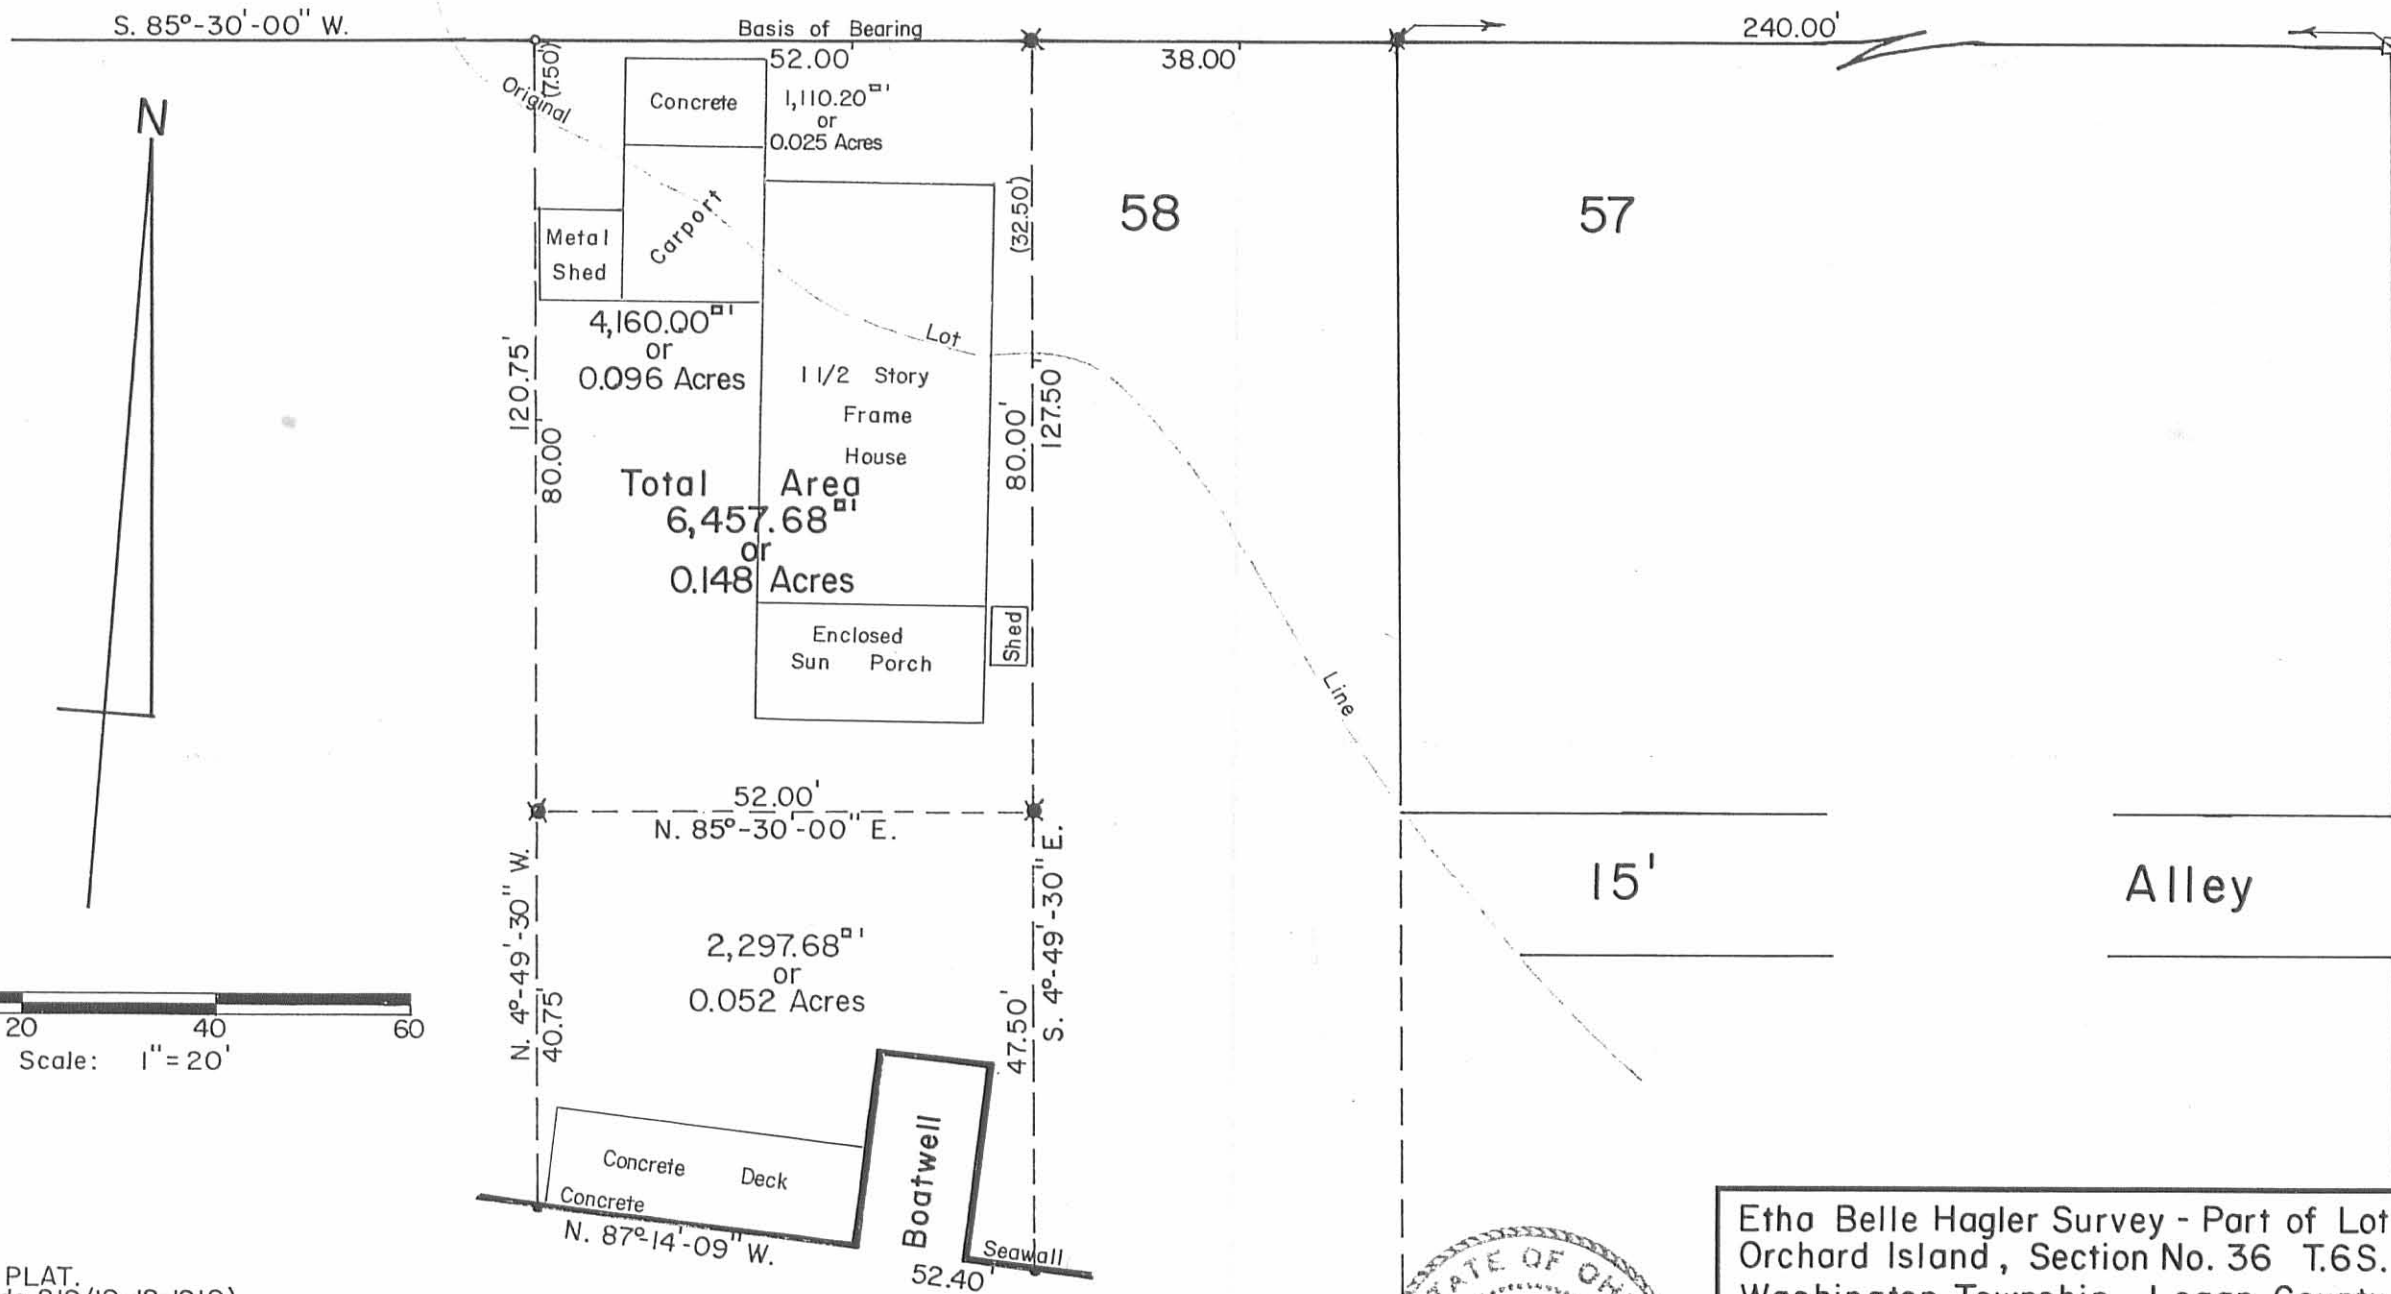 S. 85°-30'-00" W.
Basis of Bearing
52.00'
38.00'
240.00'
(7.50')
Original
Concrete
1,110.20□'
or
0.025 Acres
N
Carport
Metal
Shed
(32.50')
58
57
4,160.00□'
or
0.096 Acres
Lot
1 1/2 Story
Frame
House
120.75'
80.00'
80.00'
127.50'
Total Area
6,457.68□'
or
0.148 Acres
Enclosed
Sun Porch
Shed
Line
52.00'
N. 85°-30'-00" E.
N. 4°-49'-30" W.
40.75'
S. 4°-49'-30" E.
47.50'
15' Alley
2,297.68□'
or
0.052 Acres
20 40 60
Scale: 1"=20'
Boatwell
Concrete Deck
Concrete
N. 87°-14'-09" W.
Seawall
52.40'
PLAT.
Etha Belle Hagler Survey - Part of Lot
Orchard Island, Section No. 36 T.6S.
Washington Township, Logan County